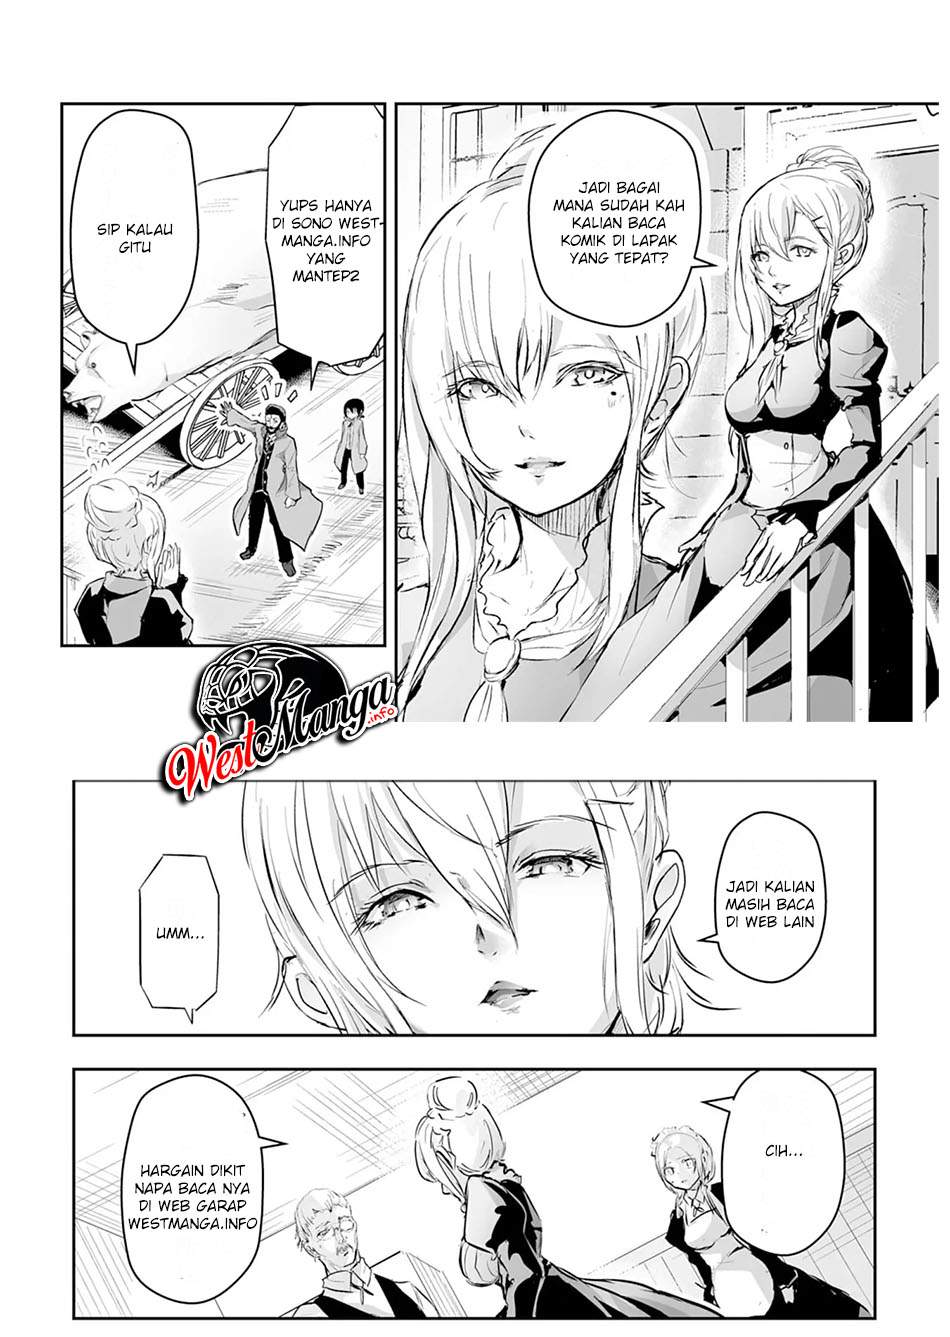 JADI BAGAI
MANA SUDAH KAH
KALIAN BACA
KOMIK DI LAPAK
YANG TEPAT?
YUPS HANYA
DI SONO WEST-
MANGA.INFO
YANG
MANTEP2
SIP KALAU
GITU
WestManga
.info
JADI KALIAN
MASIH BACA
DI WEB LAIN
UMM...
CIH...
HARGAIN DIKIT
NAPA BACA NYA
DI WEB GARAP
WESTMANGA.INFO